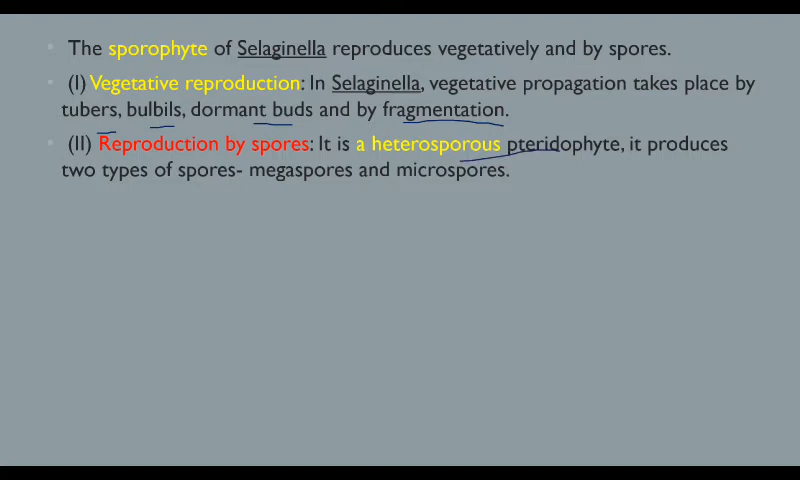 The sporophyte of Selaginella reproduces vegetatively and by spores.
(I) Vegetative reproduction: In Selaginella, vegetative propagation takes place by
tubers, bulbils, dormant buds and by fragmentation.
(II) Reproduction by spores: It is a heterosporous pteridophyte, it produces
two types of spores- megaspores and microspores.